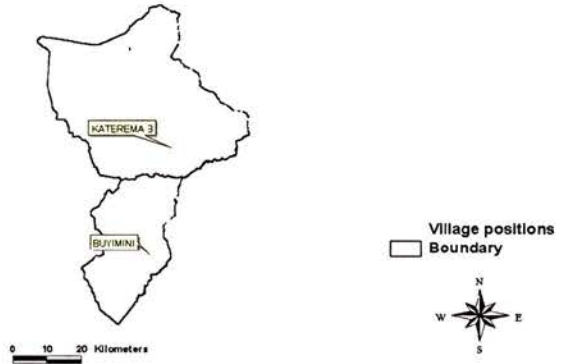 KATEREMA 3
BUYIMINI
Village positions
Boundary
N
W E
S
0 10 20 Kilometers